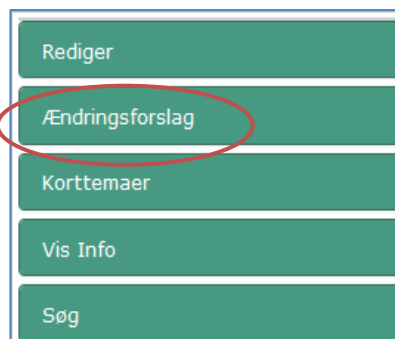 Rediger
Ændringsforslag
Korttemaer
Vis Info
Søg